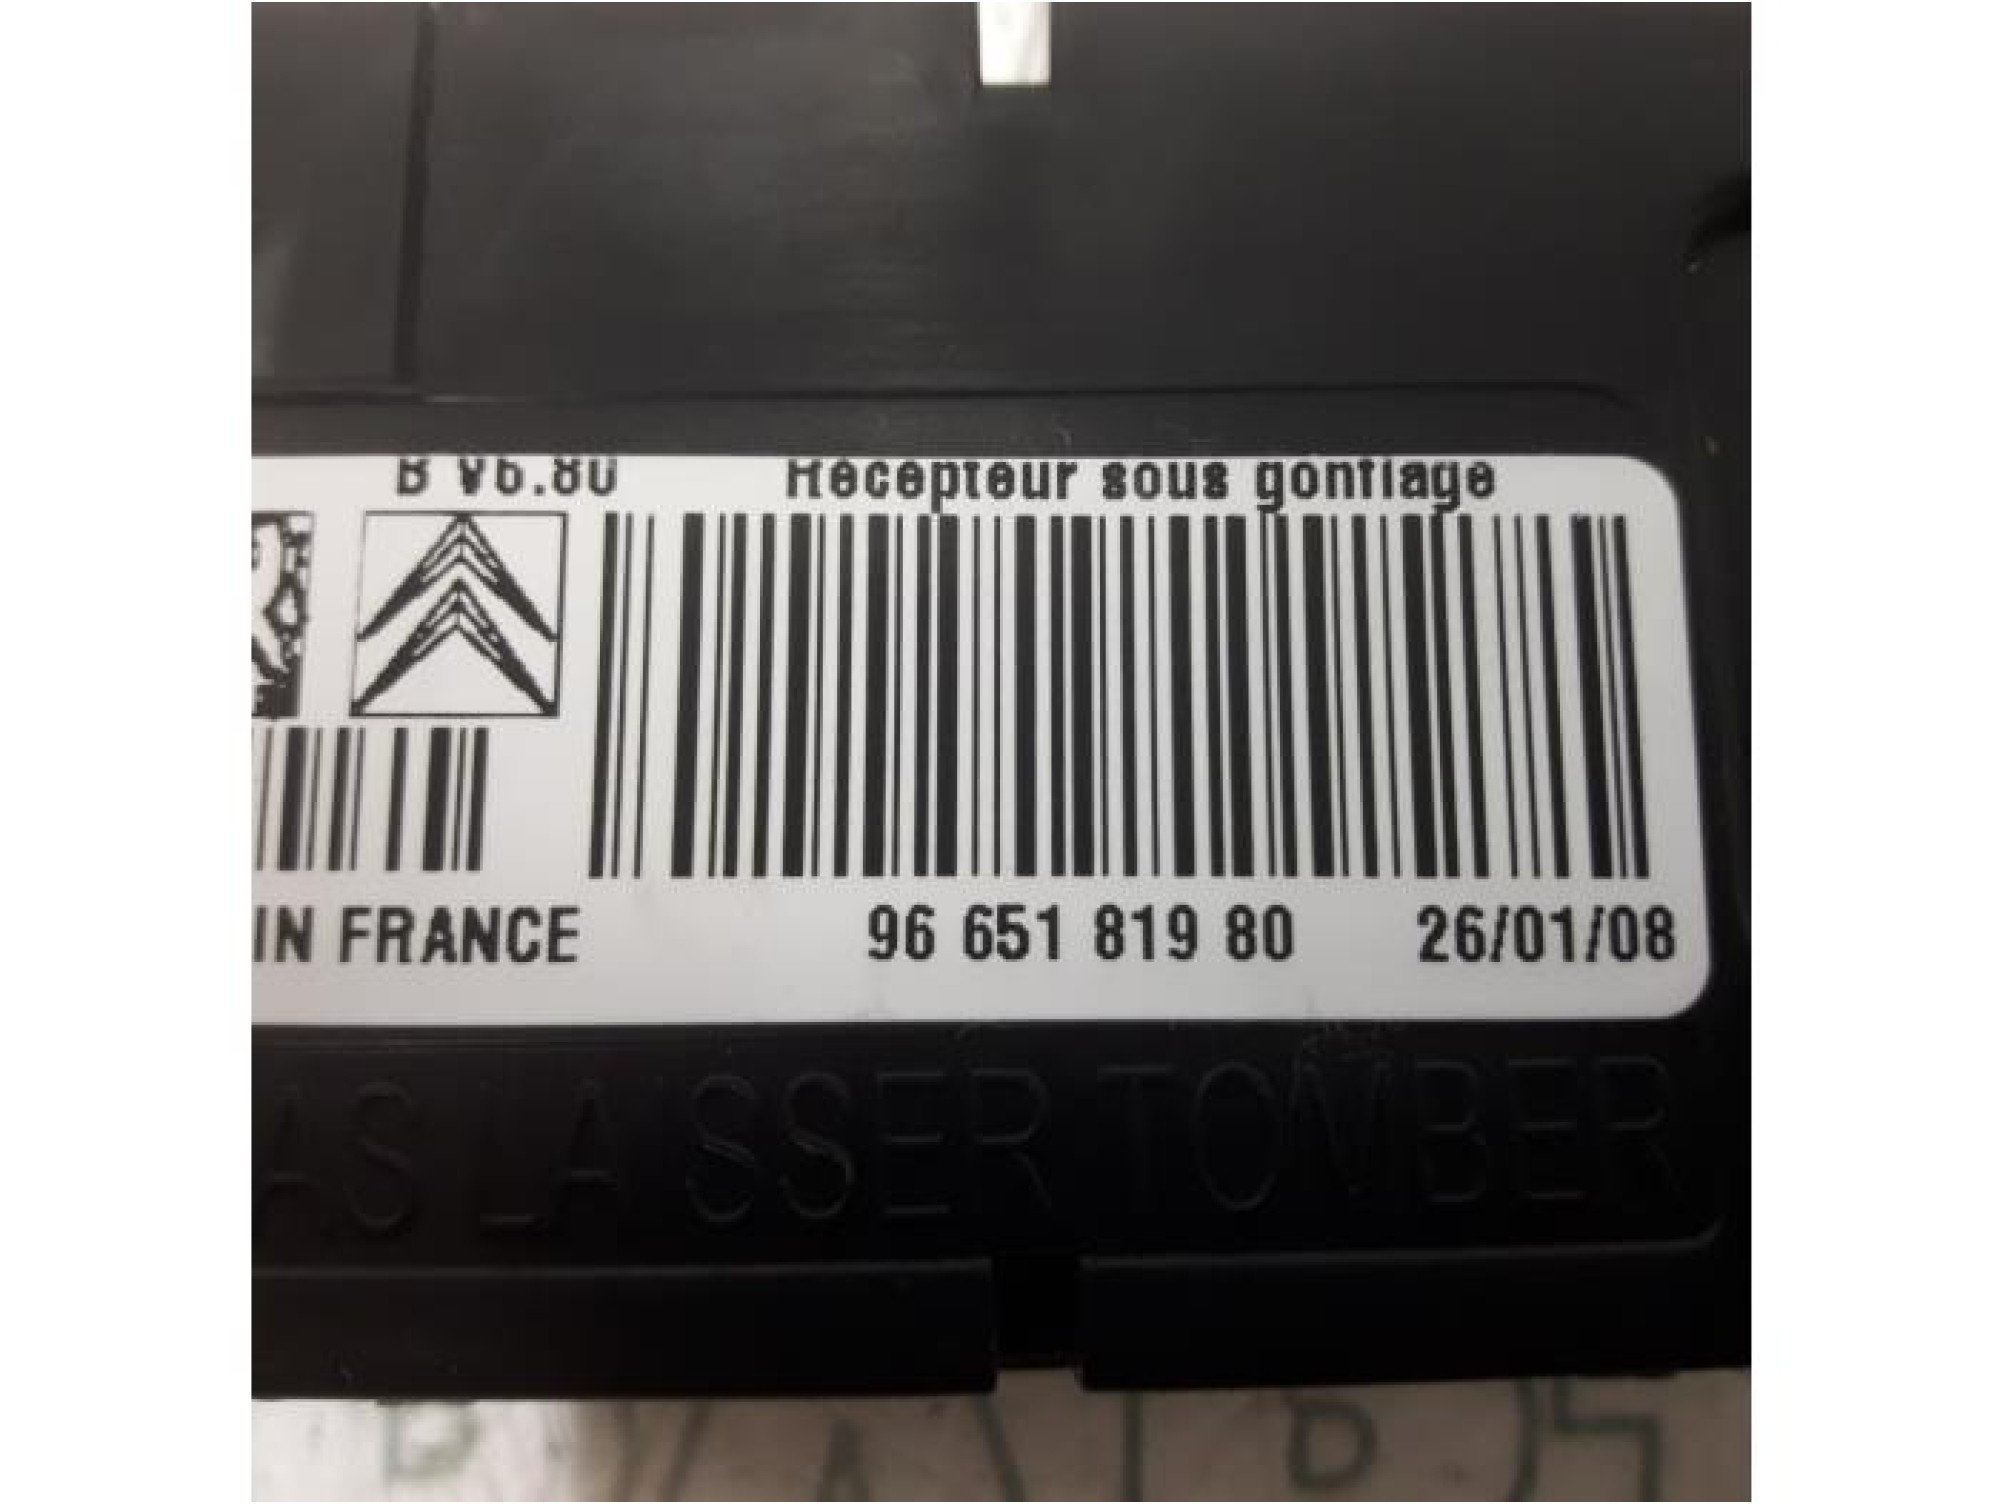 B V6.80 Récepteur sous gonflage
IN FRANCE 96 651 819 80 26/01/08
AS LAISSER TOMBER